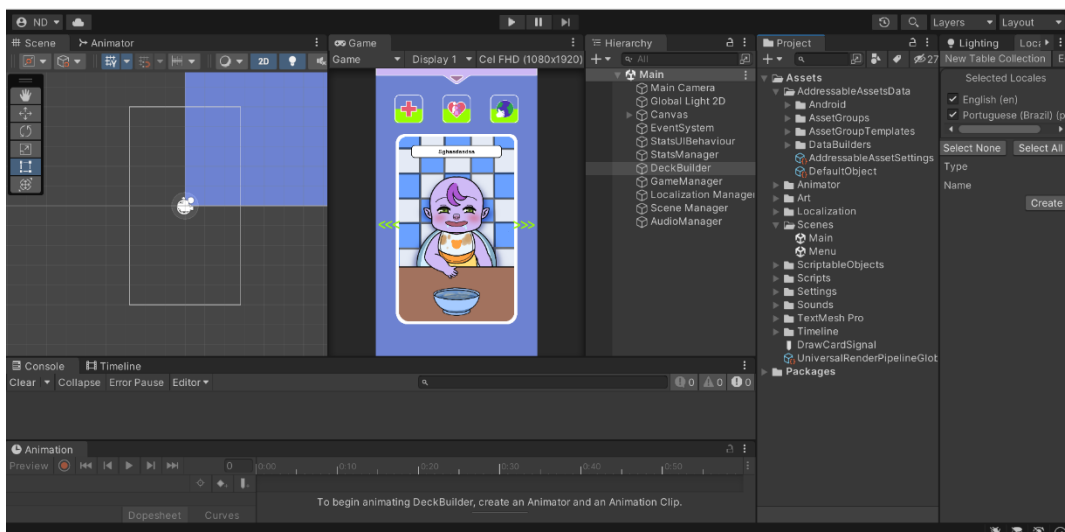 ND
Layers
Layout
Scene
Animator
2D
Game
Game
Display 1
Cel FHD (1080x1920)
Hierarchy
All
Main
Main Camera
Global Light 2D
Canvas
EventSystem
StatsUIBehaviour
StatsManager
DeckBuilder
GameManager
Localization Manager
Scene Manager
AudioManager
Project
27
Assets
AddressableAssetsData
Android
AssetGroups
AssetGroupTemplates
DataBuilders
AddressableAssetSettings
DefaultObject
Animator
Art
Localization
Scenes
Main
Menu
ScriptableObjects
Scripts
Settings
Sounds
TextMesh Pro
Timeline
DrawCardSignal
UniversalRenderPipelineGlob
Packages
Lighting
Loca
New Table Collection
E
Selected Locales
English (en)
Portuguese (Brazil) (p
Select None
Select All
Type
Name
Create
<<<
>>>
Console
Timeline
Clear
Collapse
Error Pause
Editor
0
0
0
Animation
Preview
0
0:00
0:10
0:20
0:30
0:40
0:50
To begin animating DeckBuilder, create an Animator and an Animation Clip.
Dopesheet
Curves